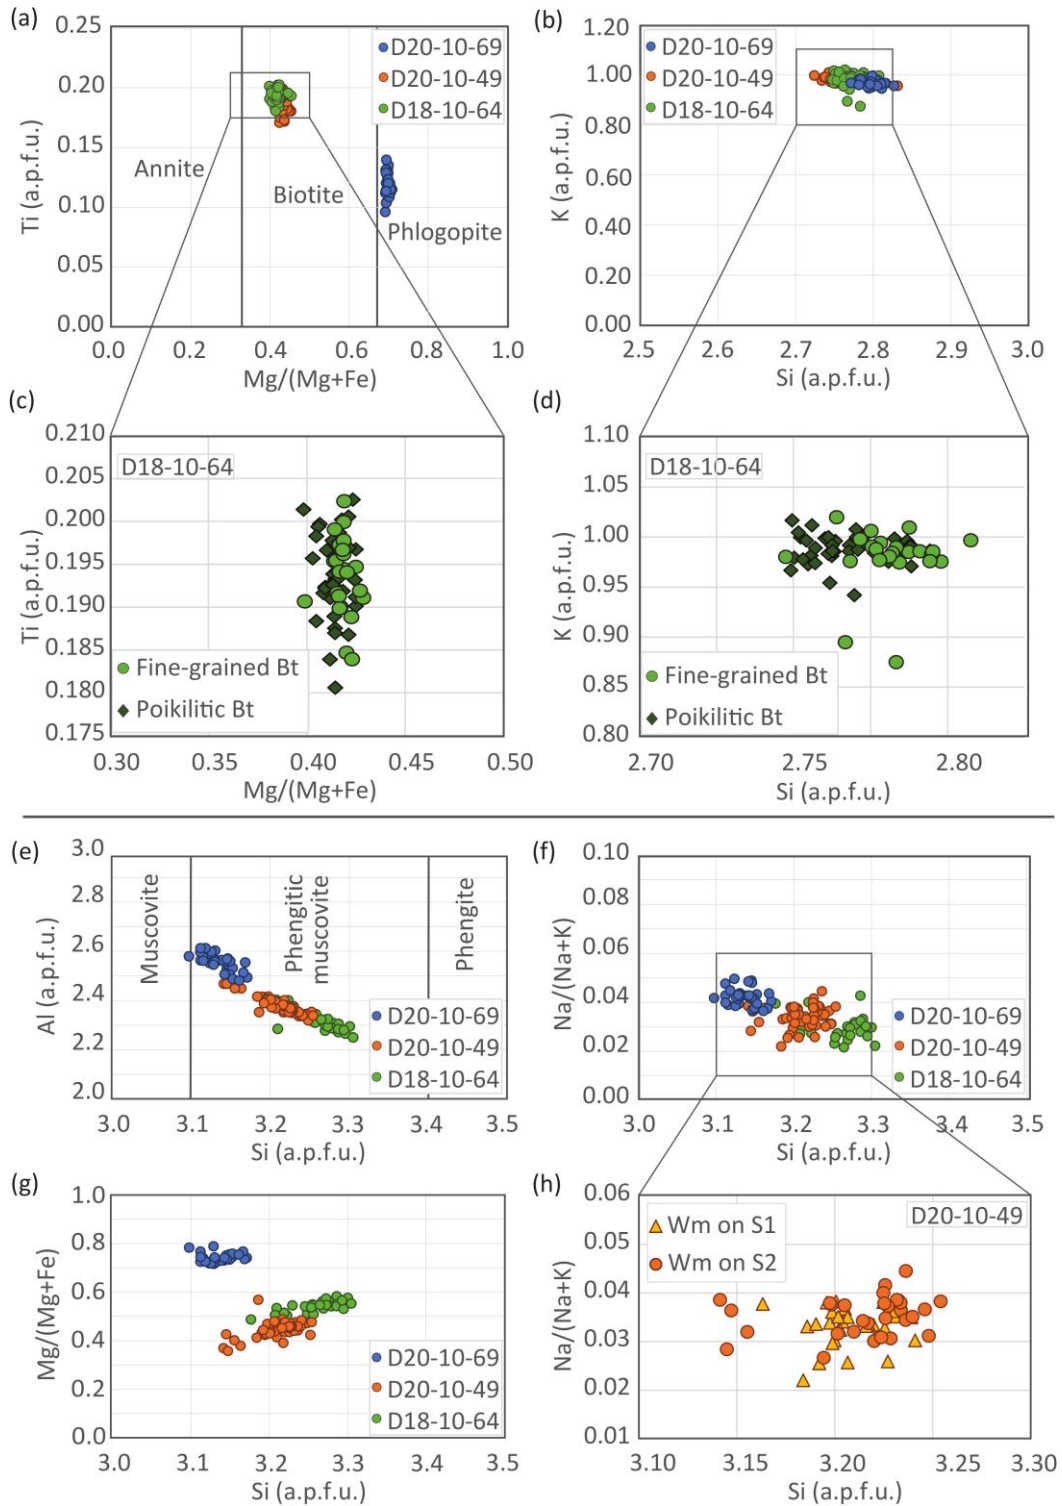 (a)
0.25
0.20
0.15
0.10
0.05
0.00
Ti (a.p.f.u.)
D20-10-69
D20-10-49
D18-10-64
Annite
Biotite
Phlogopite
0.0 0.2 0.4 0.6 0.8 1.0
Mg/(Mg+Fe)
(b)
1.20
1.00
0.80
0.60
0.40
0.20
0.00
K (a.p.f.u.)
D20-10-69
D20-10-49
D18-10-64
2.5 2.6 2.7 2.8 2.9 3.0
Si (a.p.f.u.)
(c)
0.210
0.205
0.200
0.195
0.190
0.185
0.180
0.175
Ti (a.p.f.u.)
D18-10-64
Fine-grained Bt
Poikilitic Bt
0.30 0.35 0.40 0.45 0.50
Mg/(Mg+Fe)
(d)
1.10
1.05
1.00
0.95
0.90
0.85
0.80
K (a.p.f.u.)
D18-10-64
Fine-grained Bt
Poikilitic Bt
2.70 2.75 2.80
Si (a.p.f.u.)
(e)
3.0
2.8
2.6
2.4
2.2
2.0
Al (a.p.f.u.)
Muscovite
Phengitic
muscovite
Phengite
D20-10-69
D20-10-49
D18-10-64
3.0 3.1 3.2 3.3 3.4 3.5
Si (a.p.f.u.)
(f)
0.10
0.08
0.06
0.04
0.02
0.00
Na/(Na+K)
D20-10-69
D20-10-49
D18-10-64
3.0 3.1 3.2 3.3 3.4 3.5
Si (a.p.f.u.)
(g)
1.0
0.8
0.6
0.4
0.2
0.0
Mg/(Mg+Fe)
D20-10-69
D20-10-49
D18-10-64
3.0 3.1 3.2 3.3 3.4 3.5
Si (a.p.f.u.)
(h)
0.06
0.05
0.04
0.03
0.02
0.01
Na/(Na+K)
Wm on S1
Wm on S2
D20-10-49
3.10 3.15 3.20 3.25 3.30
Si (a.p.f.u.)